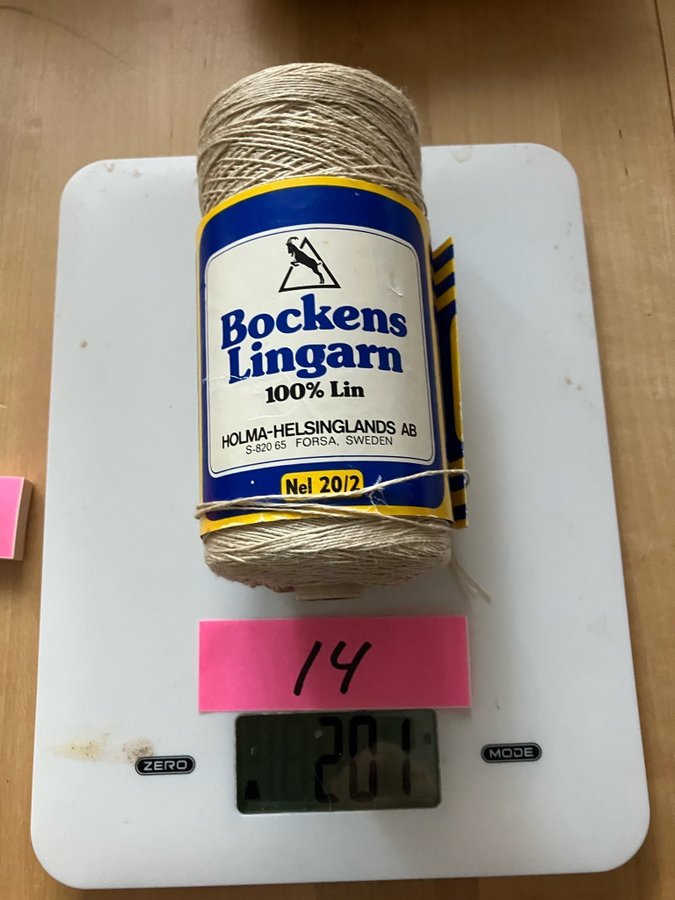 Bockens
Lingarn
100% Lin
HOLMA-HELSINGLANDS AB
S-820 65 FORSA, SWEDEN
Nel 20/2
14
201
ZERO
MODE